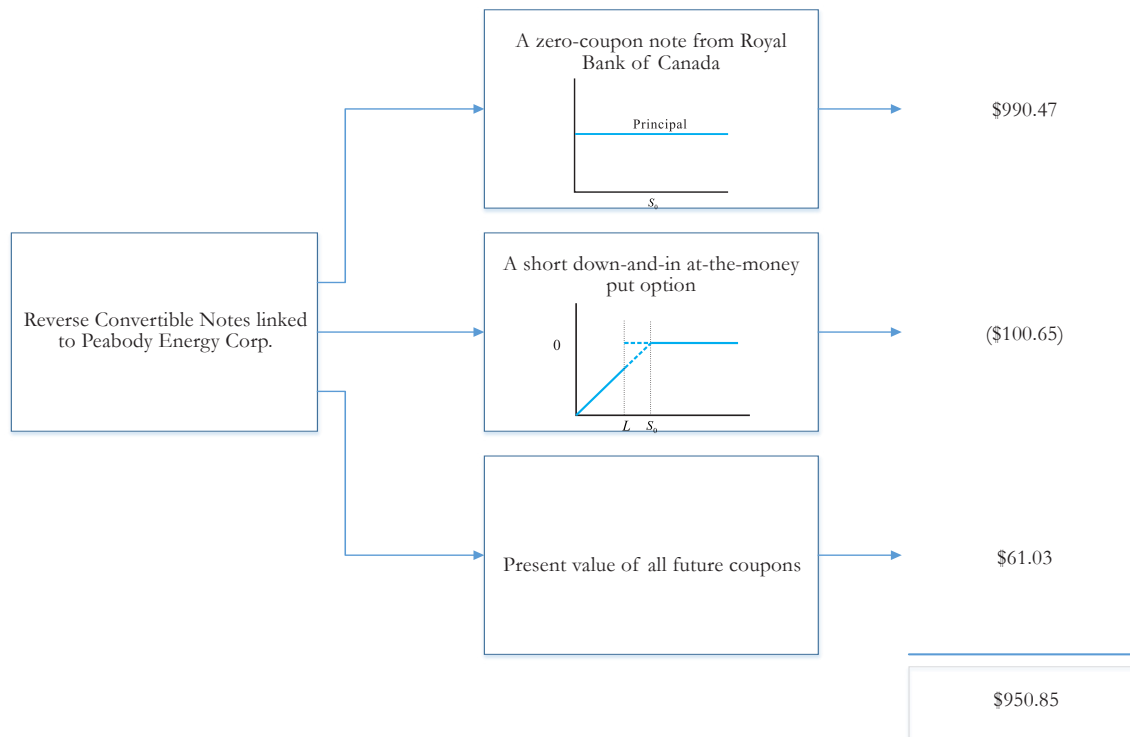 A zero-coupon note from Royal
Bank of Canada
Principal
S₀
$990.47
Reverse Convertible Notes linked
to Peabody Energy Corp.
A short down-and-in at-the-money
put option
0
L S₀
($100.65)
Present value of all future coupons
$61.03
$950.85